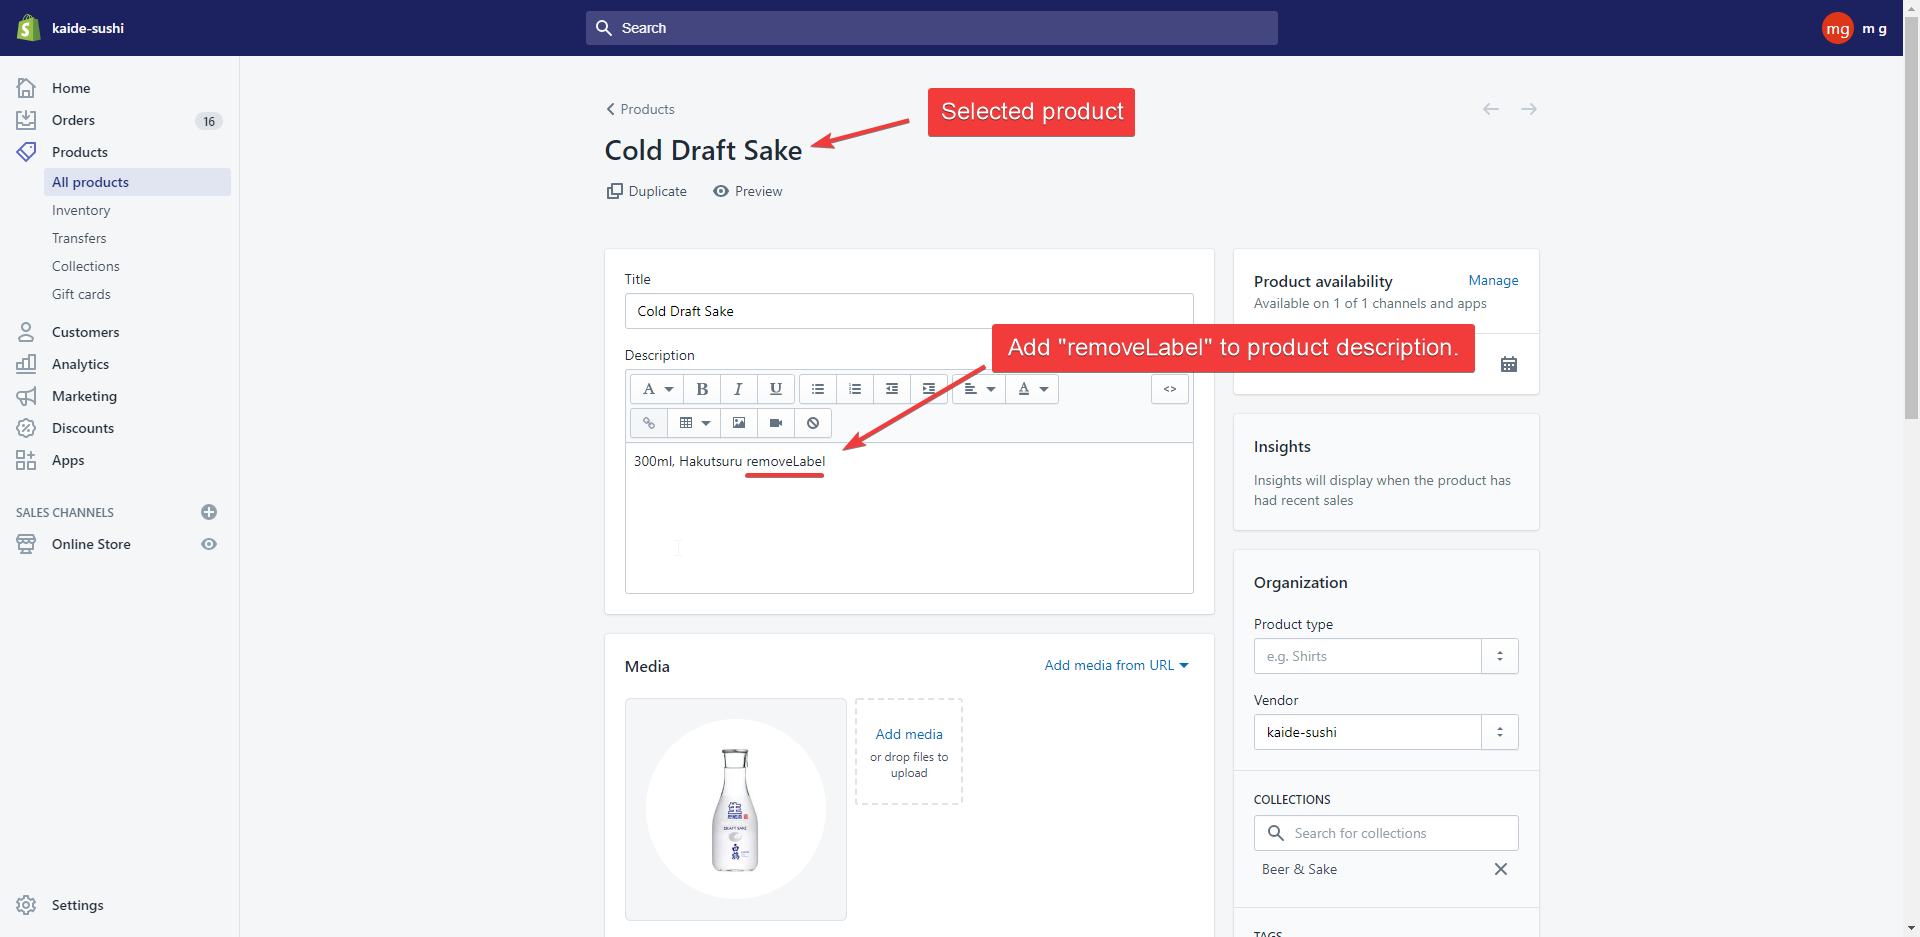 kaide-sushi
Search
mg m g
Home
Orders 16
Products
All products
Inventory
Transfers
Collections
Gift cards
Customers
Analytics
Marketing
Discounts
Apps
SALES CHANNELS
Online Store
Settings
Products
Selected product
Cold Draft Sake
Duplicate Preview
Title
Cold Draft Sake
Description
Add "removeLabel" to product description.
A B I U A <>
300ml, Hakutsuru removeLabel
Media
Add media from URL
DRAFT SAKE
白鶴
Add media
or drop files to
upload
Product availability Manage
Available on 1 of 1 channels and apps
Insights
Insights will display when the product has
had recent sales
Organization
Product type
e.g. Shirts
Vendor
kaide-sushi
COLLECTIONS
Search for collections
Beer & Sake
TAGS